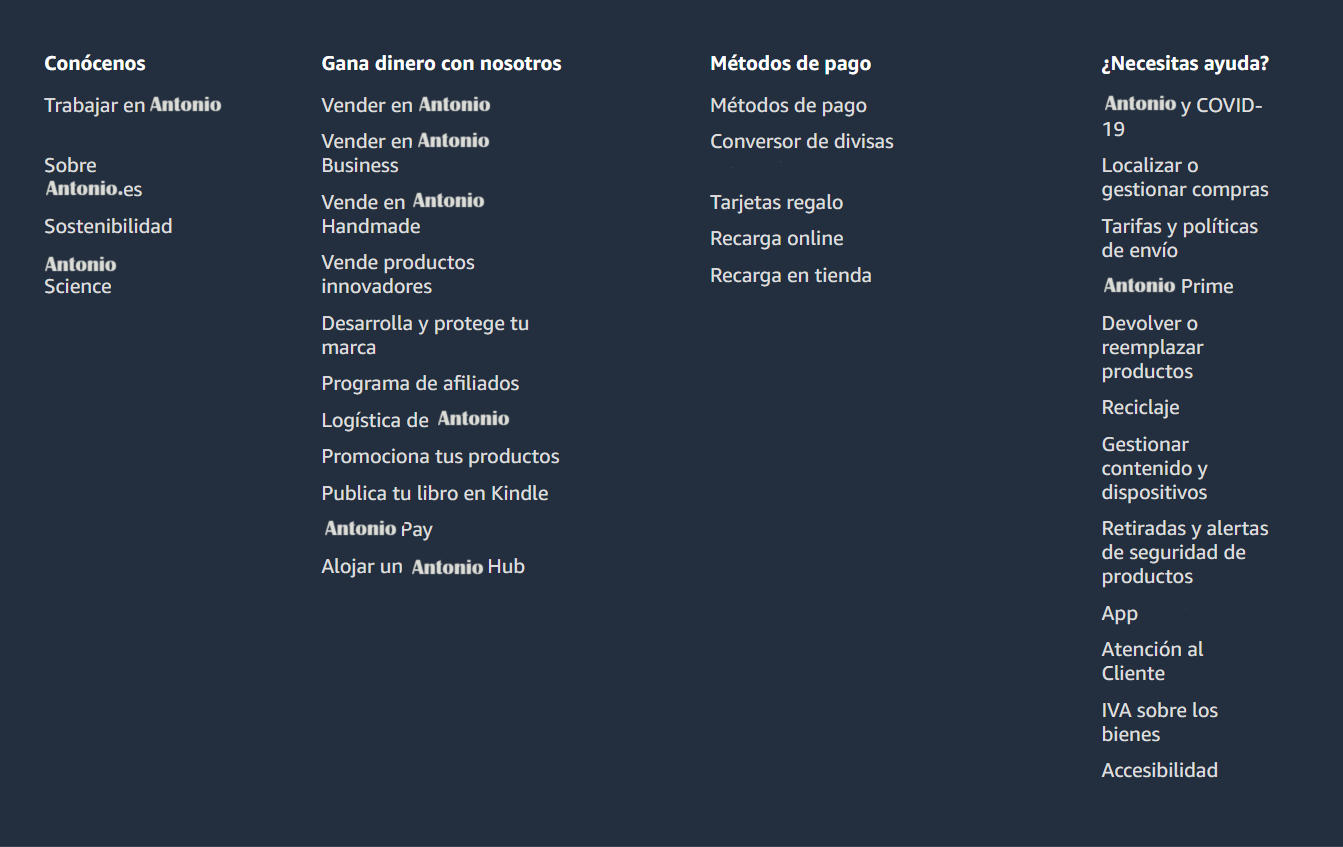 Conócenos
Trabajar en Antonio
Sobre
Antonio.es
Sostenibilidad
Antonio
Science
Gana dinero con nosotros
Vender en Antonio
Vender en Antonio
Business
Vende en Antonio
Handmade
Vende productos
innovadores
Desarrolla y protege tu
marca
Programa de afiliados
Logística de Antonio
Promociona tus productos
Publica tu libro en Kindle
Antonio Pay
Alojar un Antonio Hub
Métodos de pago
Métodos de pago
Conversor de divisas
Tarjetas regalo
Recarga online
Recarga en tienda
¿Necesitas ayuda?
Antonio y COVID-
19
Localizar o
gestionar compras
Tarifas y políticas
de envío
Antonio Prime
Devolver o
reemplazar
productos
Reciclaje
Gestionar
contenido y
dispositivos
Retiradas y alertas
de seguridad de
productos
App
Atención al
Cliente
IVA sobre los
bienes
Accesibilidad